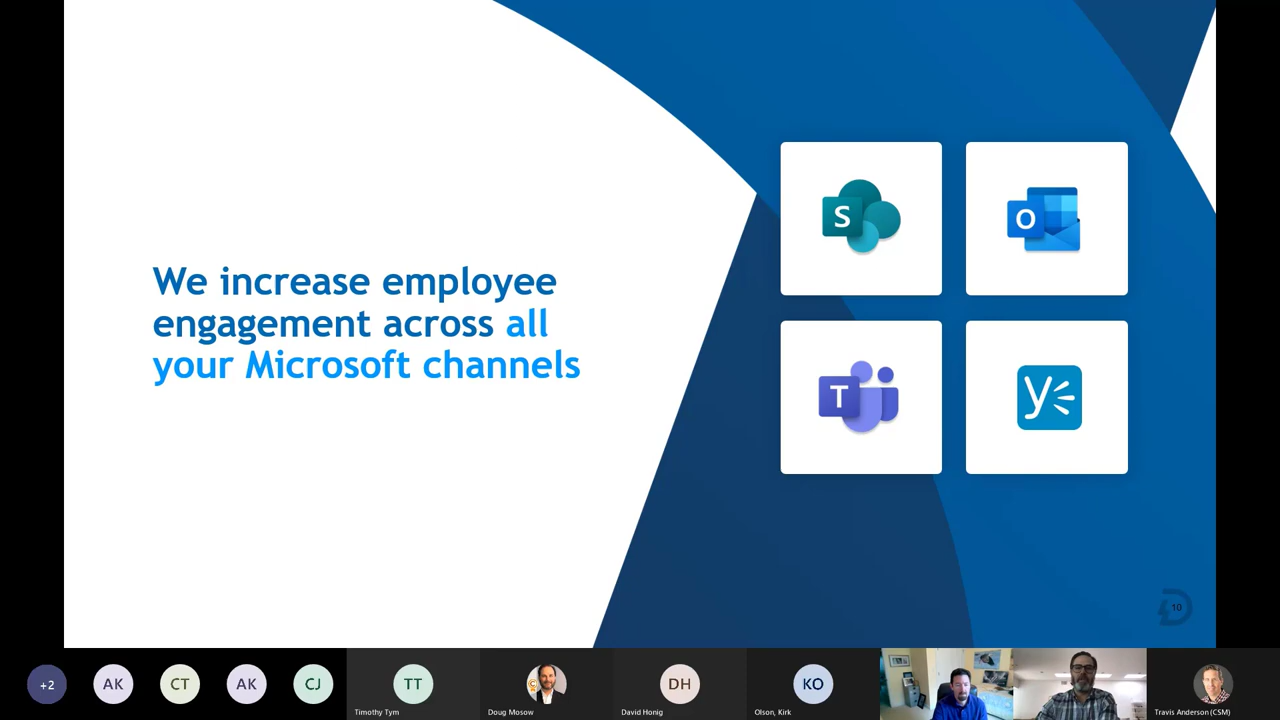 We increase employee
engagement across all
your Microsoft channels
S
O
T
y
10
+2
AK
CT
AK
CJ
TT
Timothy Tym
Doug Mosow
DH
David Honig
KO
Olson, Kirk
Travis Anderson (CSM)